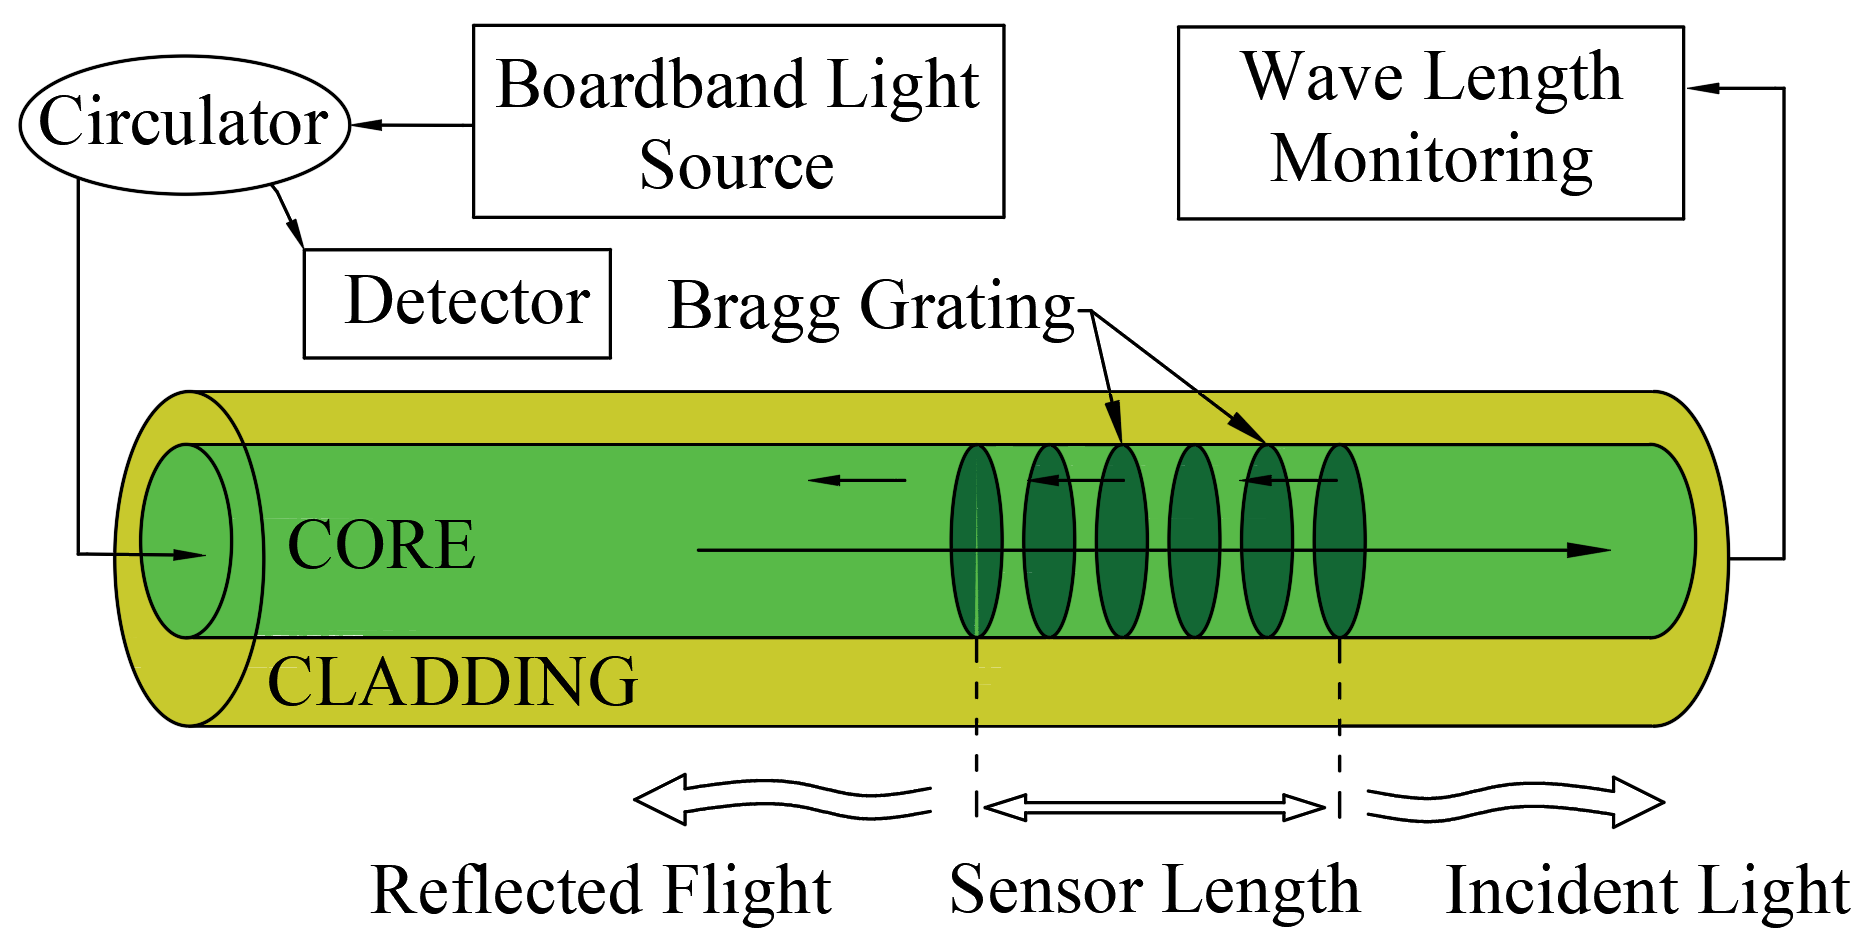 Circulator
Boardband Light
Source
Wave Length
Monitoring
Detector
Bragg Grating
CORE
CLADDING
Reflected Flight
Sensor Length
Incident Light